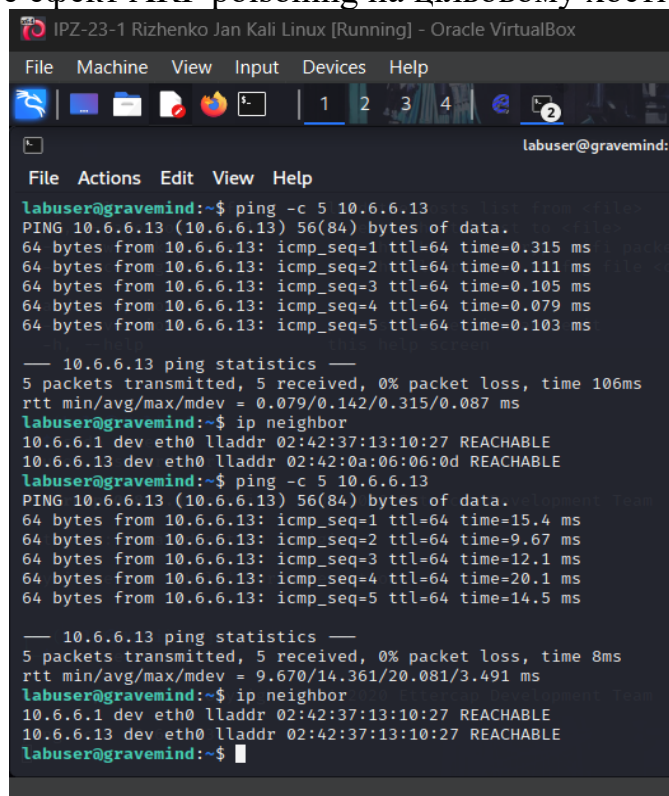 ефект ARP poisoning на цільовому хості
IPZ-23-1 Rizhenko Jan Kali Linux [Running] - Oracle VirtualBox
File Machine View Input Devices Help
1 2 3 4 2
labuser@gravemind:
File Actions Edit View Help
labuser@gravemind:~$ ping -c 5 10.6.6.13
PING 10.6.6.13 (10.6.6.13) 56(84) bytes of data.
64 bytes from 10.6.6.13: icmp_seq=1 ttl=64 time=0.315 ms
64 bytes from 10.6.6.13: icmp_seq=2 ttl=64 time=0.111 ms
64 bytes from 10.6.6.13: icmp_seq=3 ttl=64 time=0.105 ms
64 bytes from 10.6.6.13: icmp_seq=4 ttl=64 time=0.079 ms
64 bytes from 10.6.6.13: icmp_seq=5 ttl=64 time=0.103 ms
— 10.6.6.13 ping statistics —
5 packets transmitted, 5 received, 0% packet loss, time 106ms
rtt min/avg/max/mdev = 0.079/0.142/0.315/0.087 ms
labuser@gravemind:~$ ip neighbor
10.6.6.1 dev eth0 lladdr 02:42:37:13:10:27 REACHABLE
10.6.6.13 dev eth0 lladdr 02:42:0a:06:06:0d REACHABLE
labuser@gravemind:~$ ping -c 5 10.6.6.13
PING 10.6.6.13 (10.6.6.13) 56(84) bytes of data.
64 bytes from 10.6.6.13: icmp_seq=1 ttl=64 time=15.4 ms
64 bytes from 10.6.6.13: icmp_seq=2 ttl=64 time=9.67 ms
64 bytes from 10.6.6.13: icmp_seq=3 ttl=64 time=12.1 ms
64 bytes from 10.6.6.13: icmp_seq=4 ttl=64 time=20.1 ms
64 bytes from 10.6.6.13: icmp_seq=5 ttl=64 time=14.5 ms
— 10.6.6.13 ping statistics —
5 packets transmitted, 5 received, 0% packet loss, time 8ms
rtt min/avg/max/mdev = 9.670/14.361/20.081/3.491 ms
labuser@gravemind:~$ ip neighbor
10.6.6.1 dev eth0 lladdr 02:42:37:13:10:27 REACHABLE
10.6.6.13 dev eth0 lladdr 02:42:37:13:10:27 REACHABLE
labuser@gravemind:~$